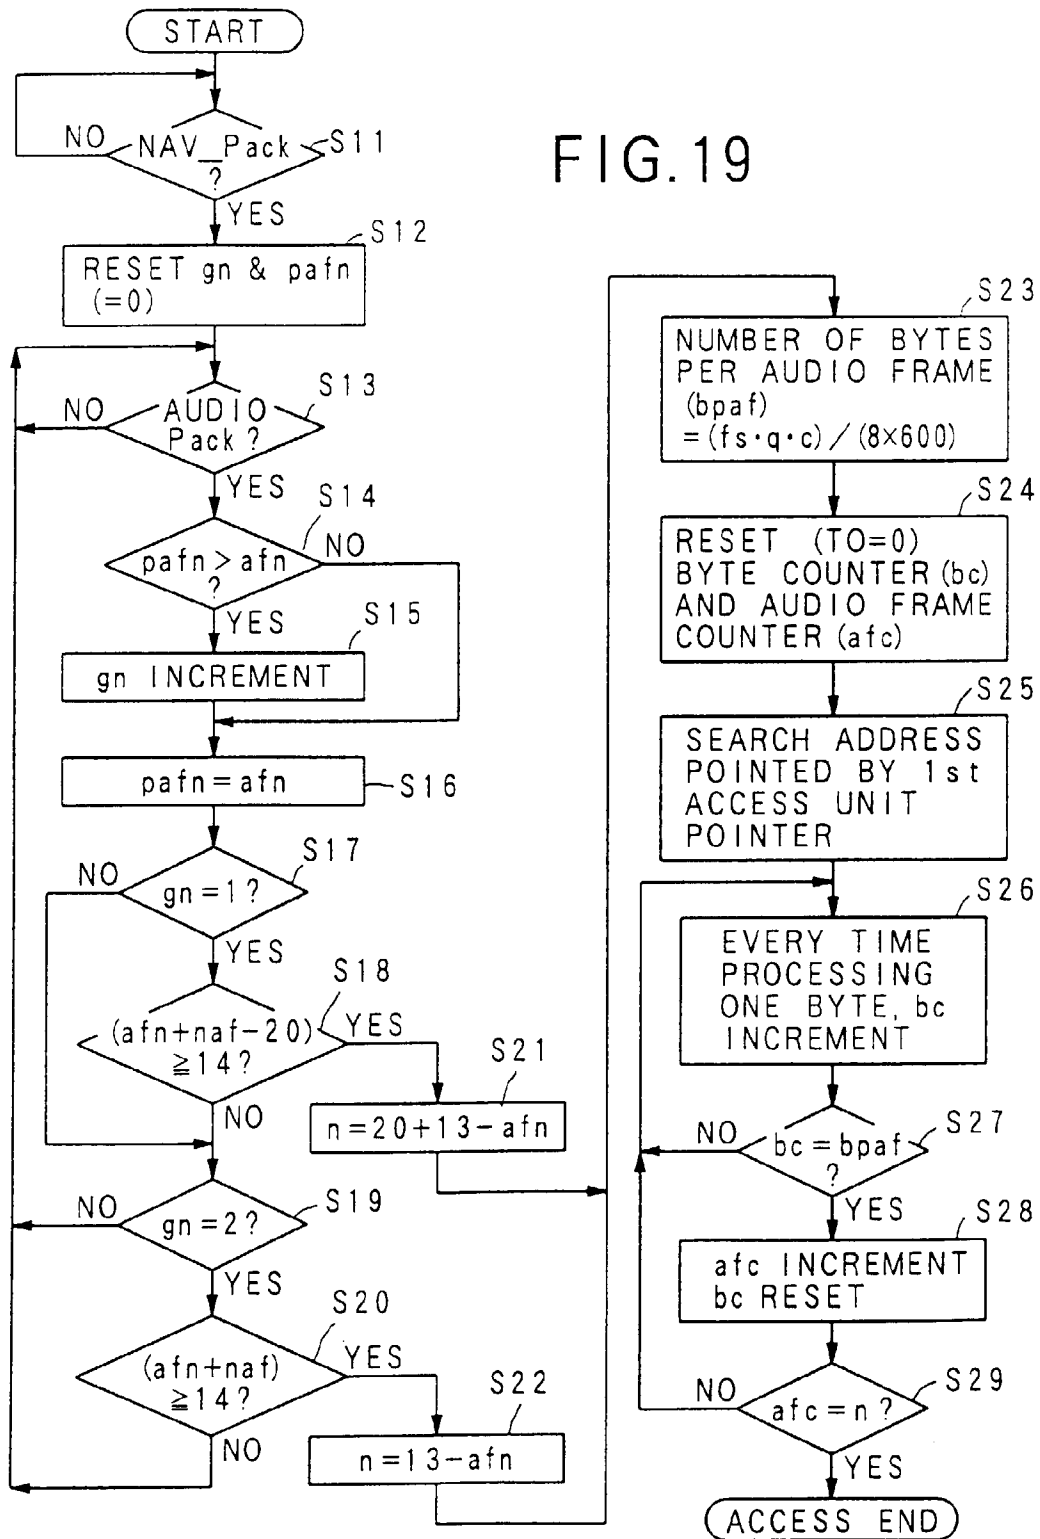 START
FIG.19
NO
NAV_Pack
?
S11
YES
S12
RESET gn & pafn
(=0)
S13
NO
AUDIO
Pack?
YES
S14
pafn>afn
?
NO
YES
S15
gn INCREMENT
pafn=afn
S16
S17
NO
gn=1?
YES
S18
(afn+naf-20)
≧14?
YES
NO
S21
n=20+13-afn
NO
gn=2?
S19
YES
S20
(afn+naf)
≧14?
YES
NO
S22
n=13-afn
S23
NUMBER OF BYTES
PER AUDIO FRAME
(bpaf)
=(fs·q·c)/(8×600)
S24
RESET (TO=0)
BYTE COUNTER(bc)
AND AUDIO FRAME
COUNTER(afc)
S25
SEARCH ADDRESS
POINTED BY 1st
ACCESS UNIT
POINTER
S26
EVERY TIME
PROCESSING
ONE BYTE, bc
INCREMENT
NO
bc=bpaf
?
S27
YES
S28
afc INCREMENT
bc RESET
NO
afc=n?
S29
YES
ACCESS END